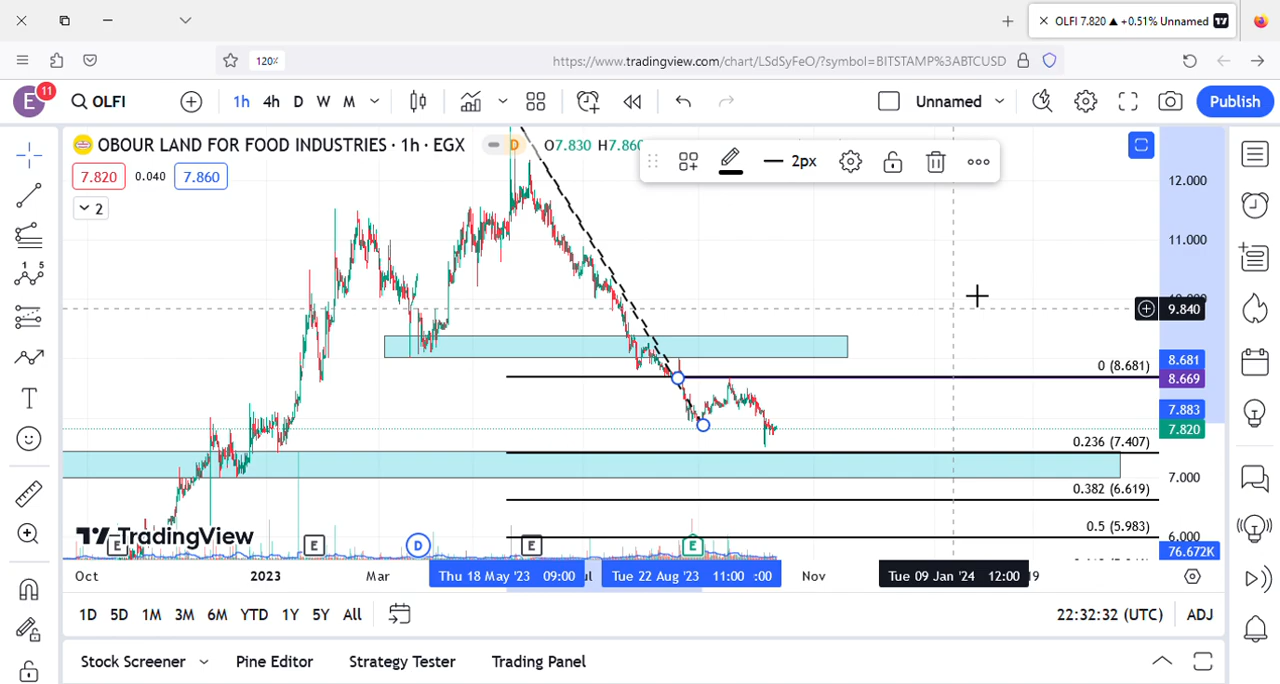 OLFI 7.820 ▲ +0.51% Unnamed
120%
https://www.tradingview.com/chart/LSdSyFeO/?symbol=BITSTAMP%3ABTCUSD
E
11
OLFI
1h
4h
D
W
M
Unnamed
Publish
OBOUR LAND FOR FOOD INDUSTRIES · 1h · EGX
D
O7.830 H7.860
2px
7.820
0.040
7.860
2
12.000
11.000
9.840
0 (8.681)
8.681
8.669
7.883
7.820
0.236 (7.407)
7.000
0.382 (6.619)
0.5 (5.983)
6.000
76.672K
TradingView
E
E
D
E
E
Oct
2023
Mar
Thu 18 May '23 09:00
Tue 22 Aug '23 11:00 :00
Nov
Tue 09 Jan '24 12:00
1D
5D
1M
3M
6M
YTD
1Y
5Y
All
22:32:32 (UTC)
ADJ
Stock Screener
Pine Editor
Strategy Tester
Trading Panel